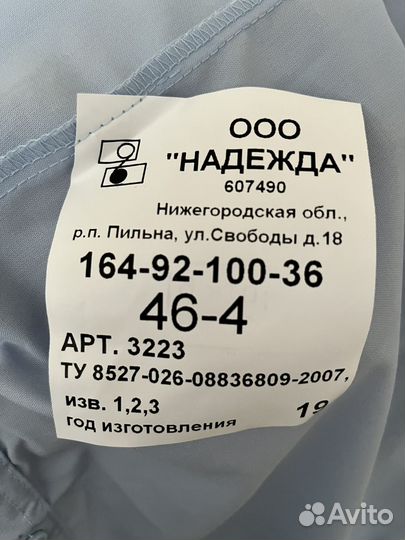 ООО
"НАДЕЖДА"
607490
Нижегородская обл.,
р.п. Пильна, ул.Свободы д.18
164-92-100-36
46-4
АРТ. 3223
ТУ 8527-026-08836809-2007,
изв. 1,2,3
год изготовления 19
Avito